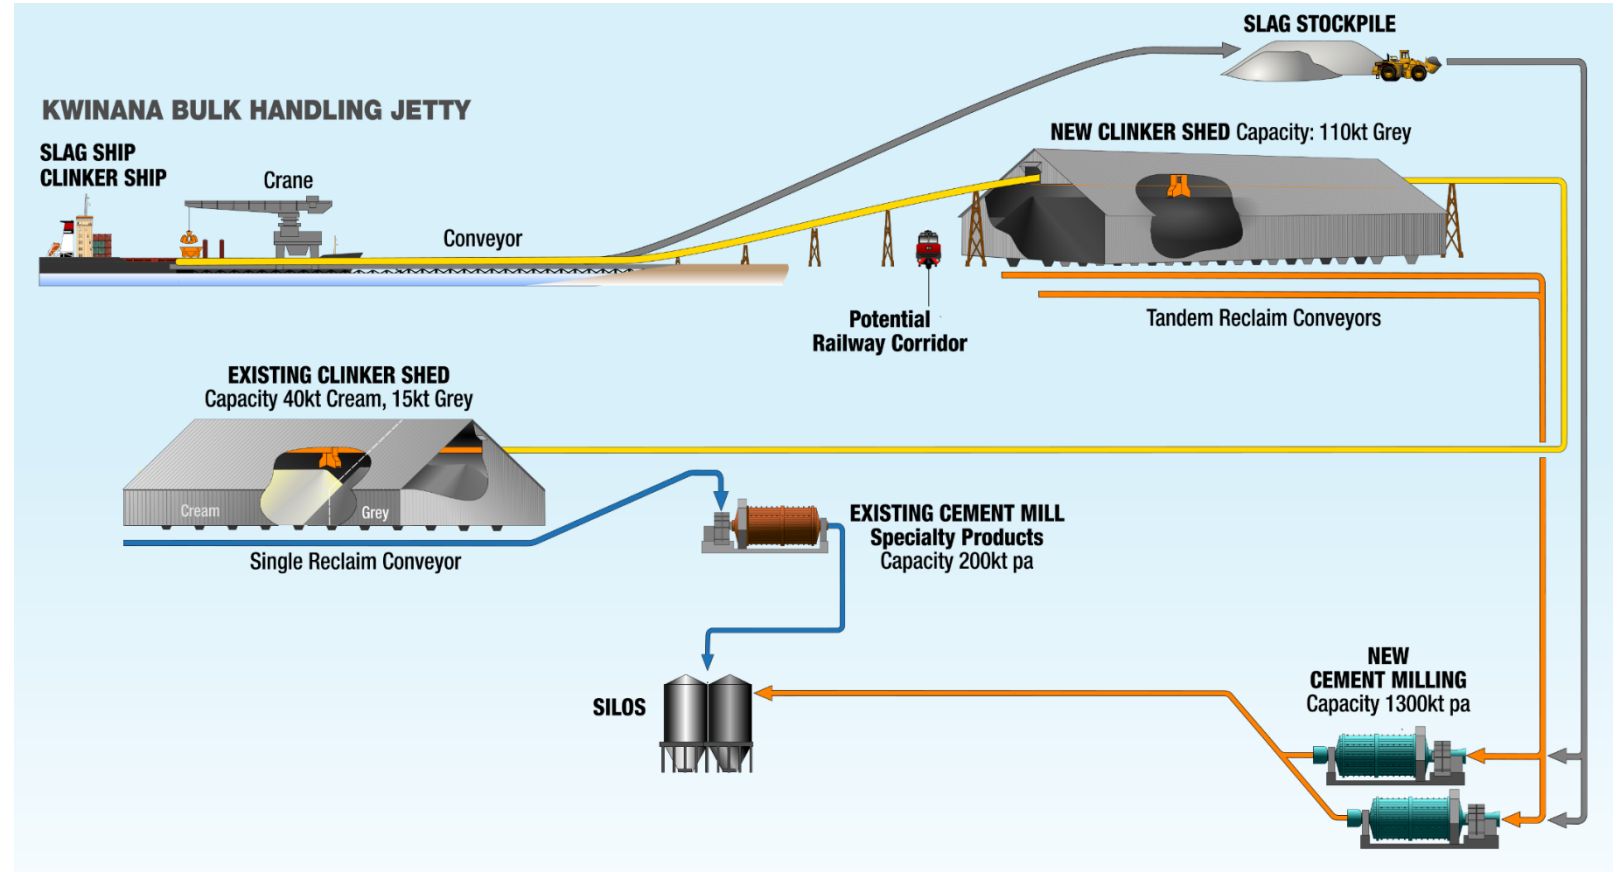 SLAG STOCKPILE
KWINANA BULK HANDLING JETTY
NEW CLINKER SHED Capacity: 110kt Grey
SLAG SHIP
CLINKER SHIP
Crane
Conveyor
Potential
Railway Corridor
Tandem Reclaim Conveyors
EXISTING CLINKER SHED
Capacity 40kt Cream, 15kt Grey
Cream
Grey
Single Reclaim Conveyor
EXISTING CEMENT MILL
Specialty Products
Capacity 200kt pa
SILOS
NEW
CEMENT MILLING
Capacity 1300kt pa